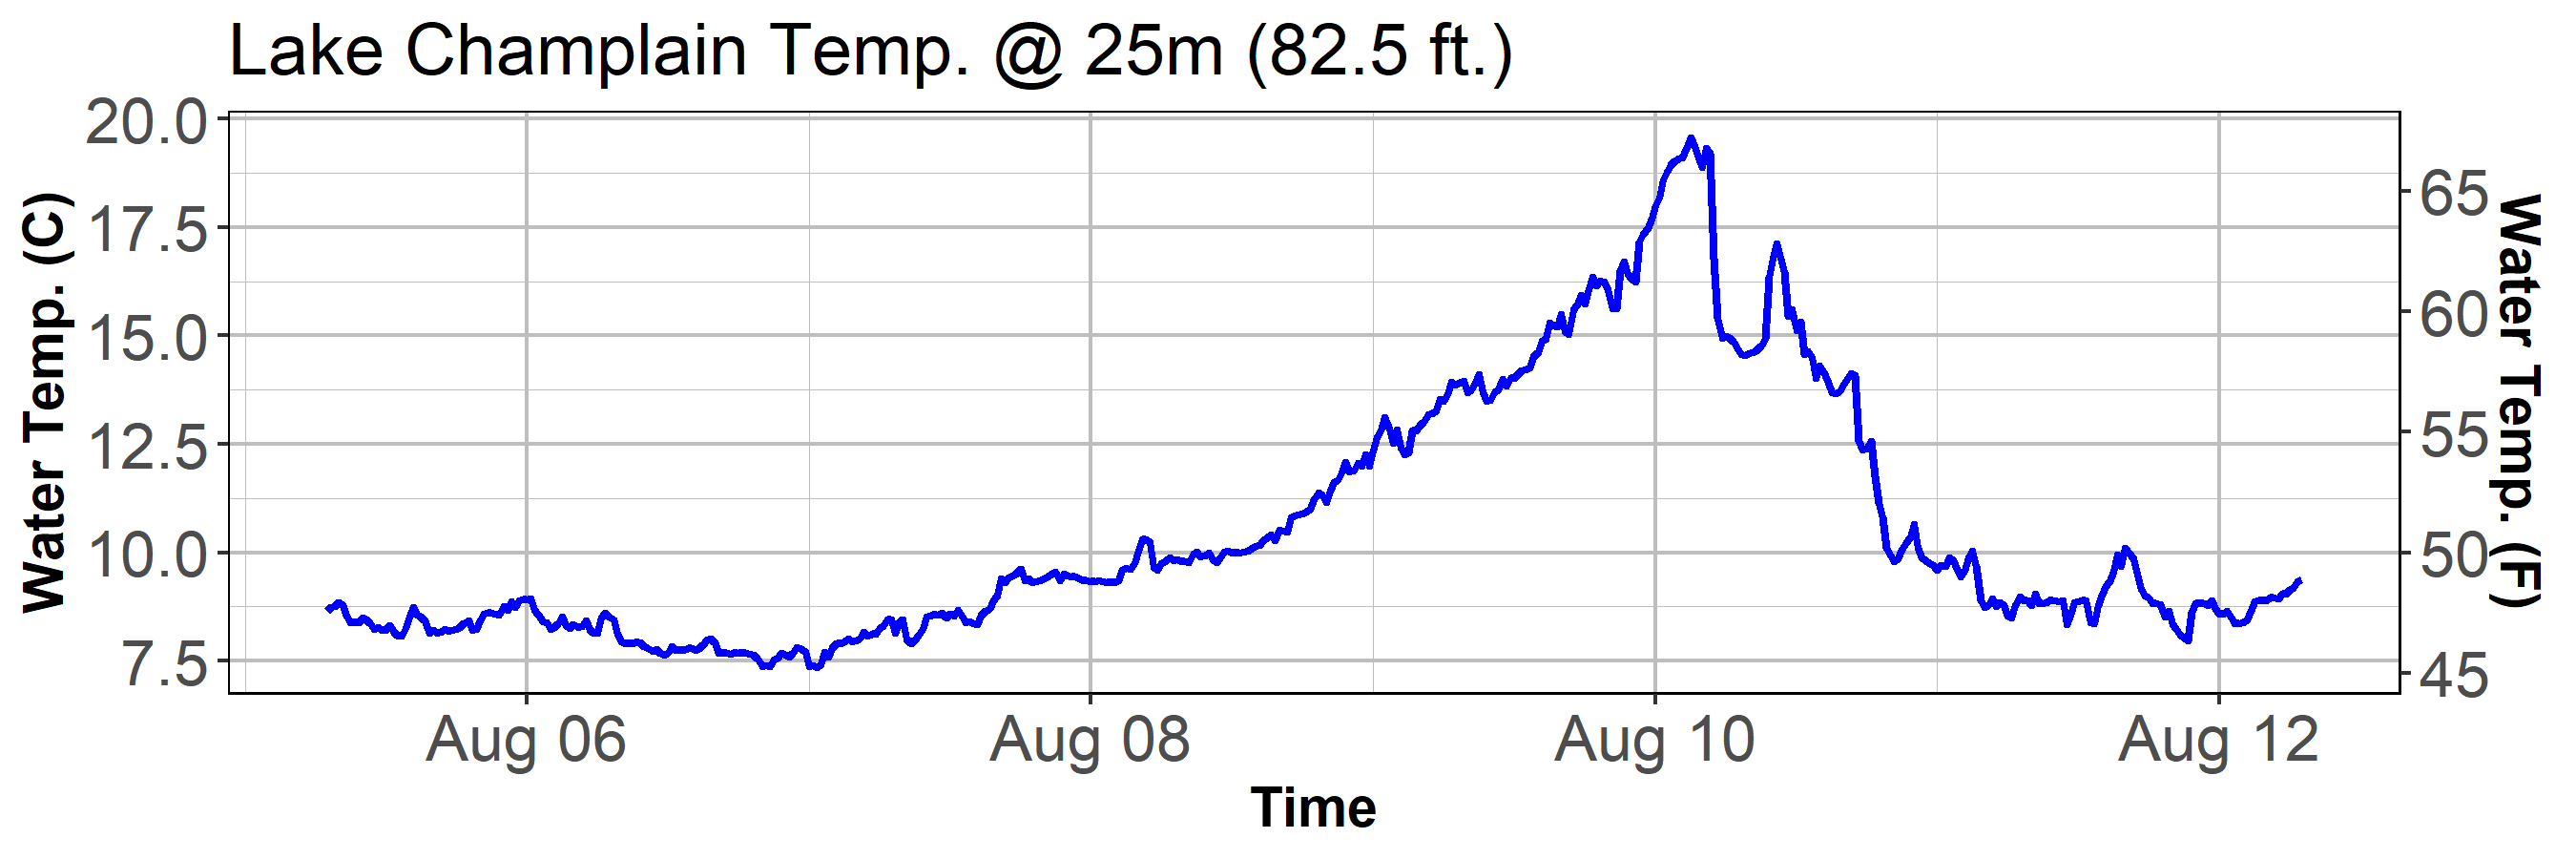 Lake Champlain Temp. @ 25m (82.5 ft.)
Water Temp. (C)
20.0
17.5
15.0
12.5
10.0
7.5
65
60
55
50
45
Water Temp. (F)
Aug 06 Aug 08 Aug 10 Aug 12
Time